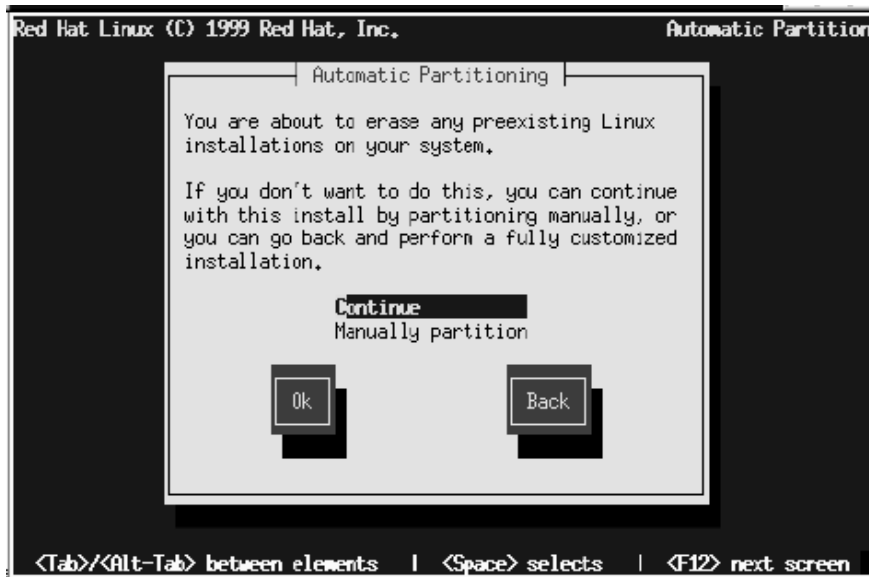 Red Hat Linux (C) 1999 Red Hat, Inc. Automatic Partition
Automatic Partitioning
You are about to erase any preexisting Linux
installations on your system.
If you don't want to do this, you can continue
with this install by partitioning manually, or
you can go back and perform a fully customized
installation.
Continue
Manually partition
Ok Back
<Tab>/<Alt-Tab> between elements | <Space> selects | <F12> next screen